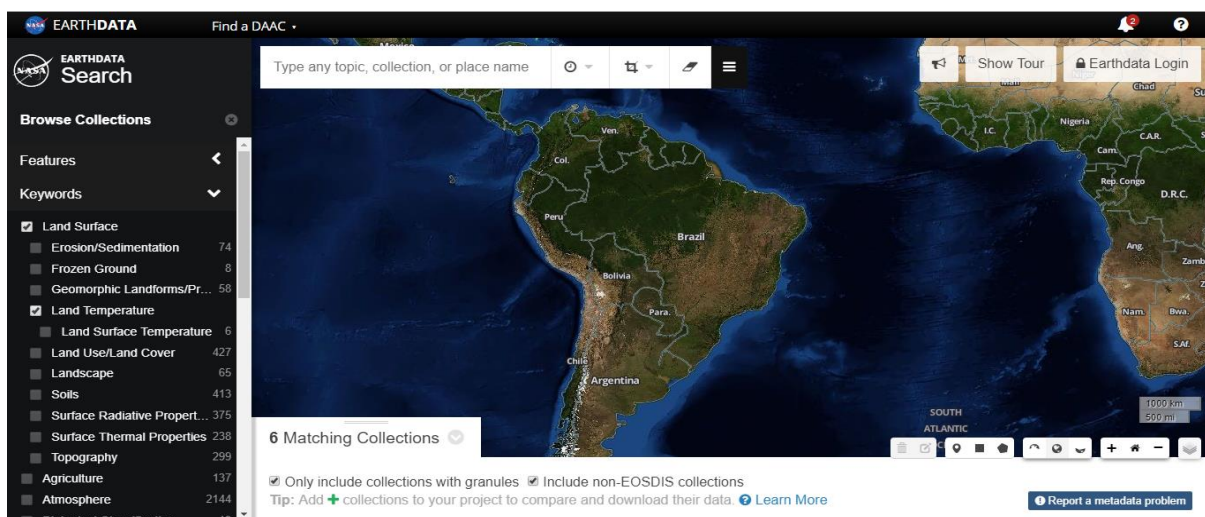 EARTHDATA
Find a DAAC
2
EARTHDATA
Search
Type any topic, collection, or place name
Show Tour
Earthdata Login
Browse Collections
Features
Keywords
Land Surface
Erosion/Sedimentation 74
Frozen Ground 8
Geomorphic Landforms/Pr... 58
Land Temperature
Land Surface Temperature 6
Land Use/Land Cover 427
Landscape 65
Soils 413
Surface Radiative Propert... 375
Surface Thermal Properties 238
Topography 299
Agriculture 137
Atmosphere 2144
Mexico
Ven.
Col.
Peru
Brazil
Bolivia
Para.
Chile
Argentina
Mali
Chad
Su
I.C.
Nigeria
C.A.R.
Cam.
Rep. Congo
D.R.C.
Ang.
Zamb
Nam.
Bwa.
S.Af.
SOUTH
ATLANTIC
1000 km
500 mi
6 Matching Collections
Only include collections with granules Include non-EOSDIS collections
Tip: Add + collections to your project to compare and download their data. Learn More
Report a metadata problem